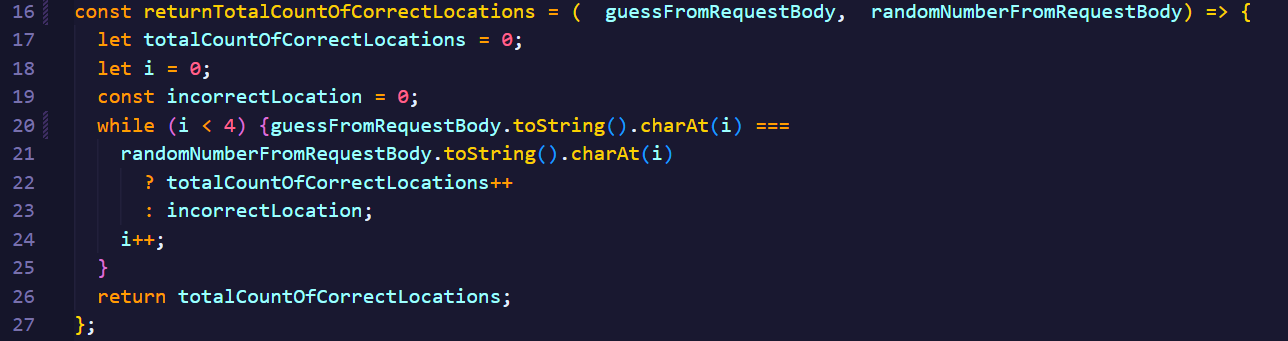 16 const returnTotalCountOfCorrectLocations = (  guessFromRequestBody,  randomNumberFromRequestBody) => {
17   let totalCountOfCorrectLocations = 0;
18   let i = 0;
19   const incorrectLocation = 0;
20   while (i < 4) {guessFromRequestBody.toString().charAt(i) ===
21     randomNumberFromRequestBody.toString().charAt(i)
22       ? totalCountOfCorrectLocations++
23       : incorrectLocation;
24     i++;
25   }
26   return totalCountOfCorrectLocations;
27 };